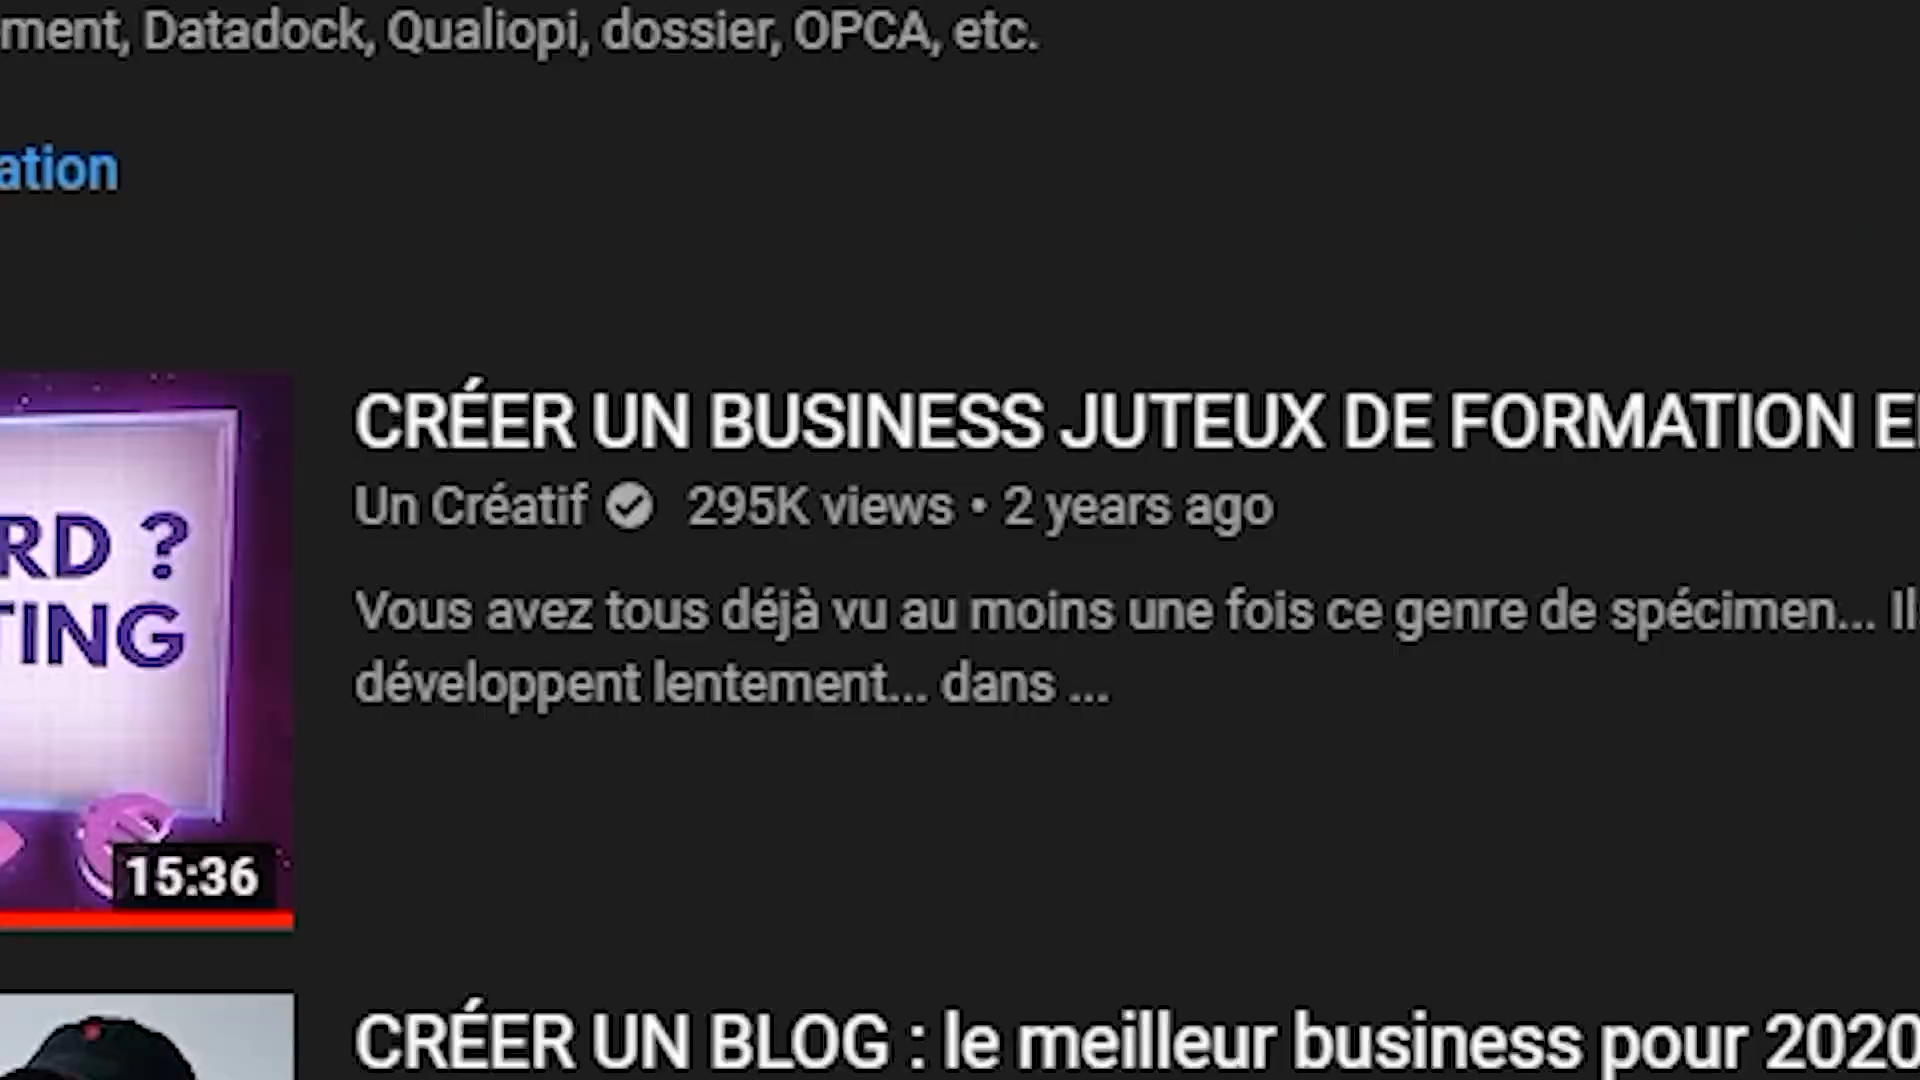 ment, Datadock, Qualiopi, dossier, OPCA, etc.
ation
CRÉER UN BUSINESS JUTEUX DE FORMATION E
Un Créatif 295K views • 2 years ago
RD ?
TING
Vous avez tous déjà vu au moins une fois ce genre de spécimen... Il
développent lentement... dans ...
15:36
CRÉER UN BLOG : le meilleur business pour 2020